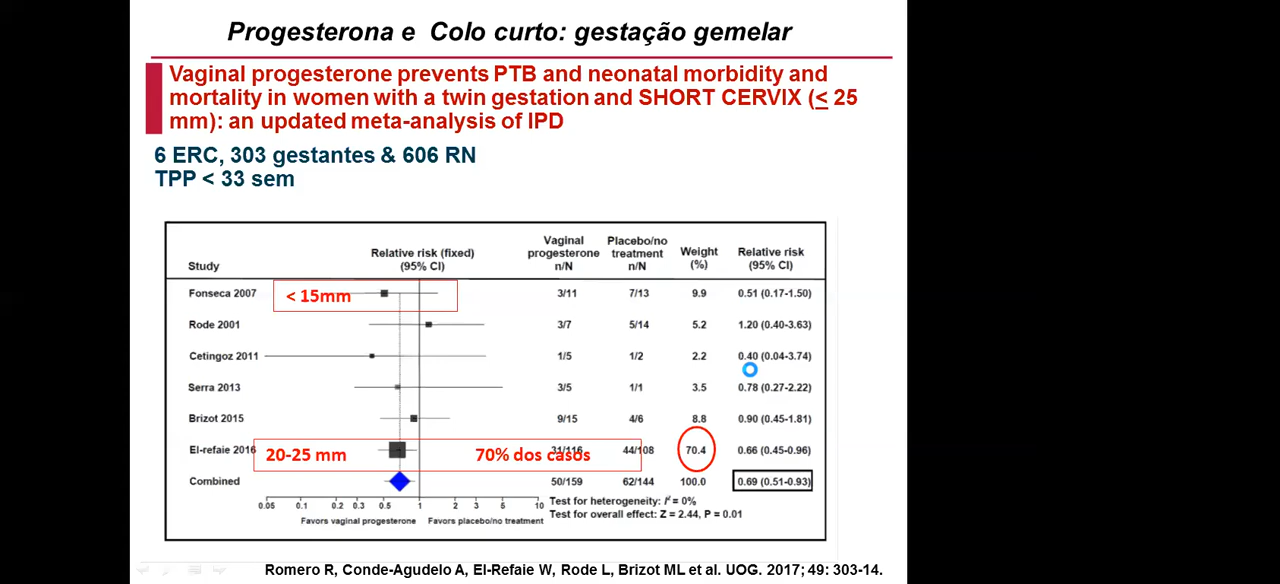 Progesterona e Colo curto: gestação gemelar
Vaginal progesterone prevents PTB and neonatal morbidity and
mortality in women with a twin gestation and SHORT CERVIX (< 25
mm): an updated meta-analysis of IPD
6 ERC, 303 gestantes & 606 RN
TPP < 33 sem
Study Relative risk (fixed) (95% CI) Vaginal progesterone n/N Placebo/no treatment n/N Weight (%) Relative risk (95% CI)
Fonseca 2007 < 15mm 3/11 7/13 9.9 0.51 (0.17-1.50)
Rode 2001 3/7 5/14 5.2 1.20 (0.40-3.63)
Cetingoz 2011 1/5 1/2 2.2 0.40 (0.04-3.74)
Serra 2013 3/5 1/1 3.5 0.78 (0.27-2.22)
Brizot 2015 9/15 4/6 8.8 0.90 (0.45-1.81)
El-refaie 2016 20-25 mm 70% dos casos 31/116 44/108 70.4 0.66 (0.45-0.96)
Combined 50/159 62/144 100.0 0.69 (0.51-0.93)
0.05 0.1 0.2 0.3 0.5 1 2 3 5 10
Favors vaginal progesterone Favors placebo/no treatment
Test for heterogeneity: I² = 0%
Test for overall effect: Z = 2.44, P = 0.01
Romero R, Conde-Agudelo A, El-Refaie W, Rode L, Brizot ML et al. UOG. 2017; 49: 303-14.